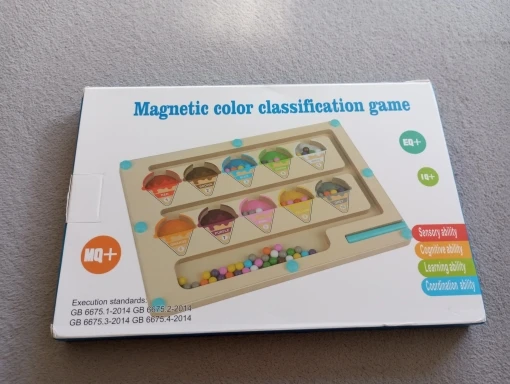 Magnetic color classification game
EQ+
IQ+
MQ+
Sensory ability
Cognitive ability
Learning ability
Coordination ability
Execution standards:
GB 6675.1-2014 GB 6675.2-2014
GB 6675.3-2014 GB 6675.4-2014